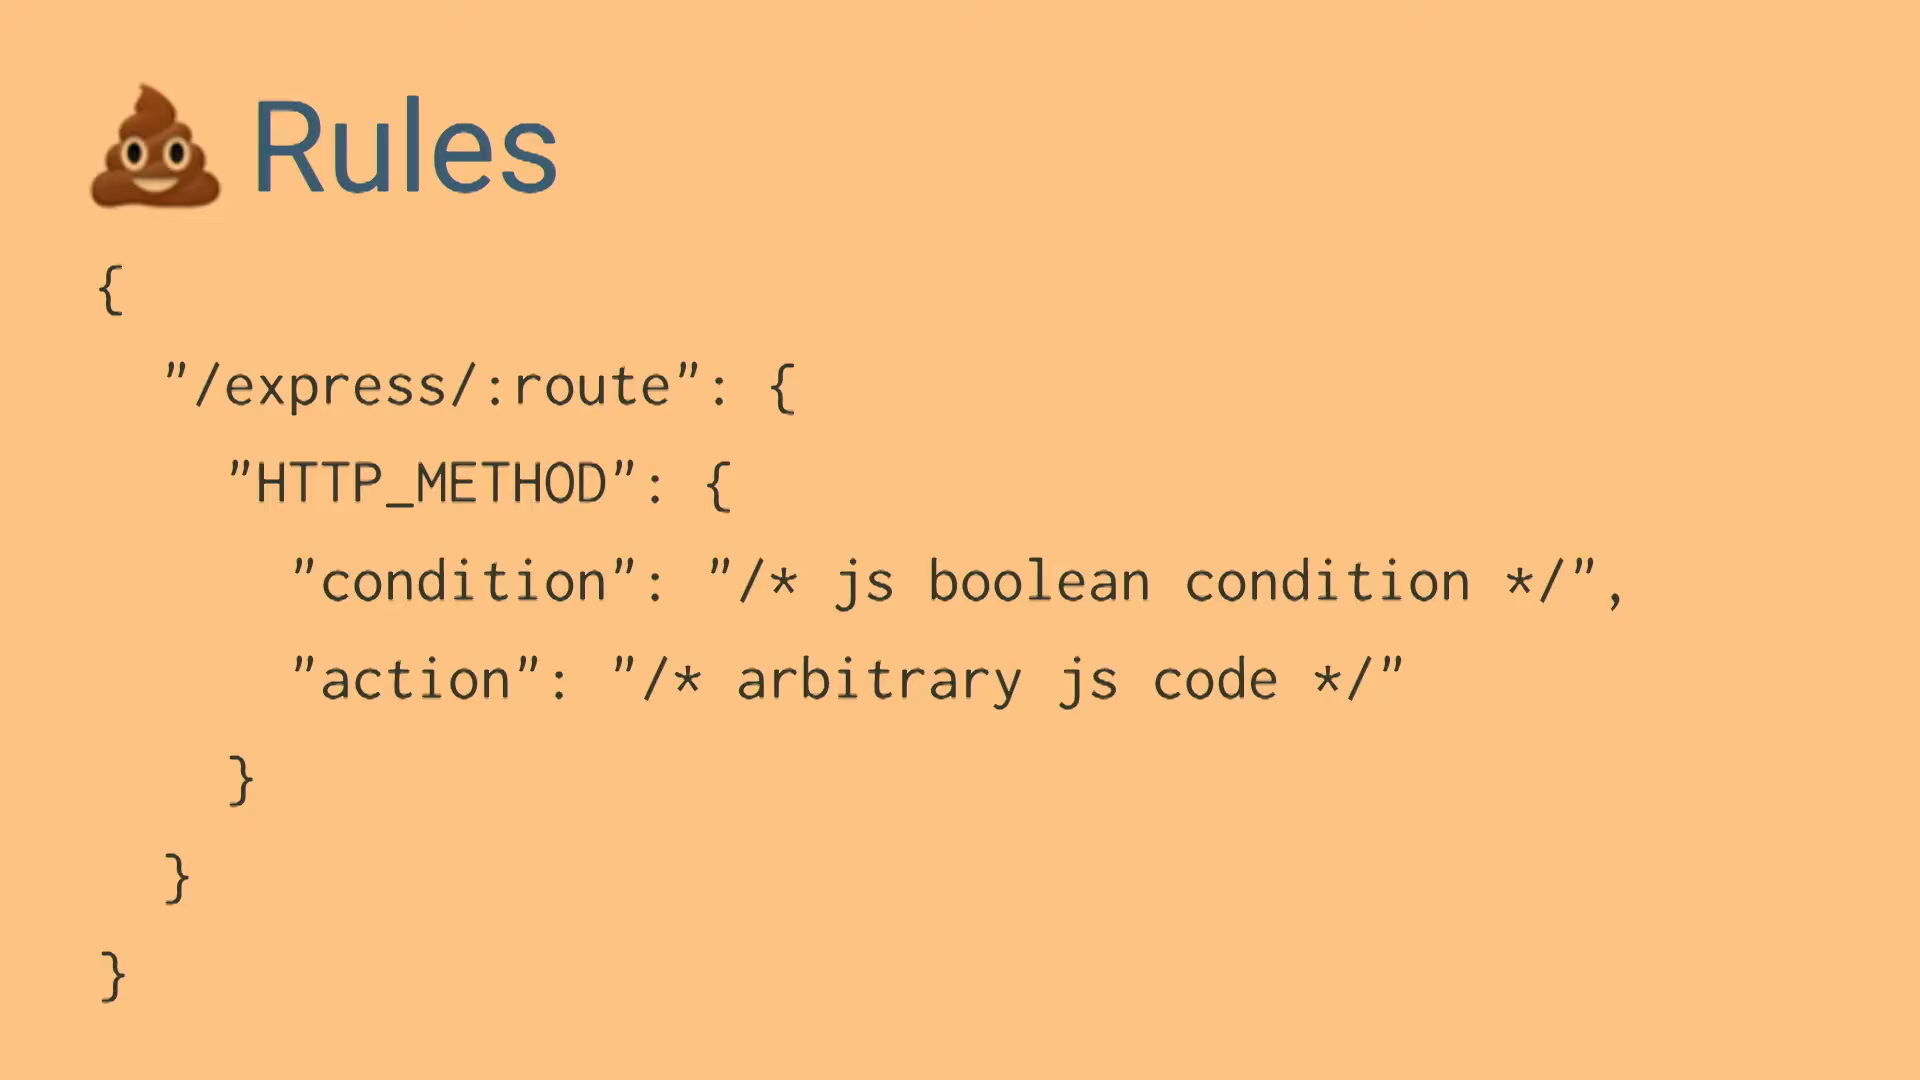 💩 Rules
{
"/express/:route": {
"HTTP_METHOD": {
"condition": "/* js boolean condition */",
"action": "/* arbitrary js code */"
}
}
}